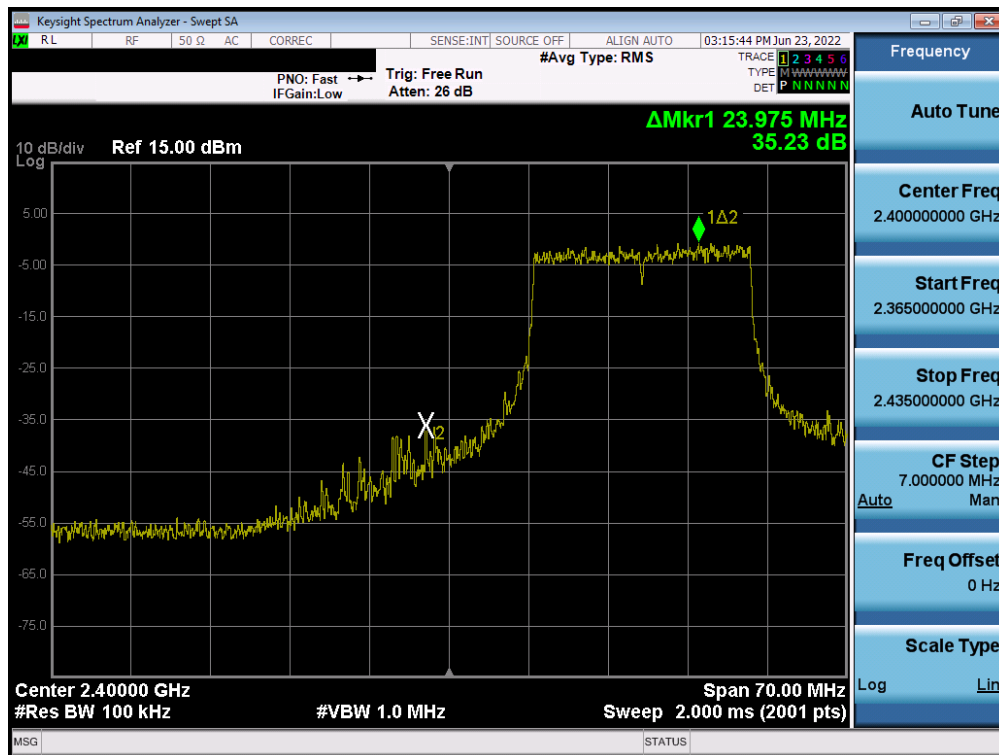 Keysight Spectrum Analyzer - Swept SA
LXI RL RF 50 Ω AC CORREC SENSE:INT SOURCE OFF ALIGN AUTO 03:15:44 PM Jun 23, 2022
#Avg Type: RMS
PNO: Fast
IFGain:Low
Trig: Free Run
Atten: 26 dB
TRACE 1 2 3 4 5 6
TYPE M W W W W W
DET P N N N N N
ΔMkr1 23.975 MHz
35.23 dB
10 dB/div
Log
Ref 15.00 dBm
5.00
-5.00
-15.0
-25.0
-35.0
-45.0
-55.0
-65.0
-75.0
1Δ2
X2
Center 2.40000 GHz
#Res BW 100 kHz
#VBW 1.0 MHz
Span 70.00 MHz
Sweep 2.000 ms (2001 pts)
MSG
STATUS
Frequency
Auto Tune
Center Freq
2.400000000 GHz
Start Freq
2.365000000 GHz
Stop Freq
2.435000000 GHz
CF Step
7.000000 MHz
Auto Man
Freq Offset
0 Hz
Scale Type
Log Lin